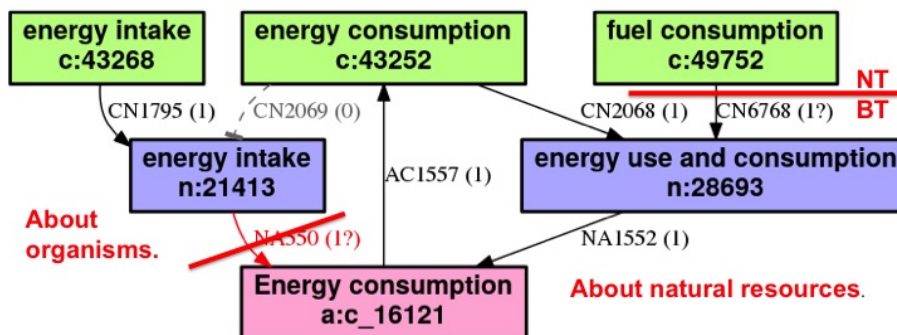 energy intake
c:43268
energy consumption
c:43252
fuel consumption
c:49752
NT
BT
CN1795 (1)
CN2069 (0)
CN2068 (1)
CN6768 (1?)
energy intake
n:21413
AC1557 (1)
energy use and consumption
n:28693
About
organisms.
NA550 (1?)
NA1552 (1)
Energy consumption
a:c_16121
About natural resources.